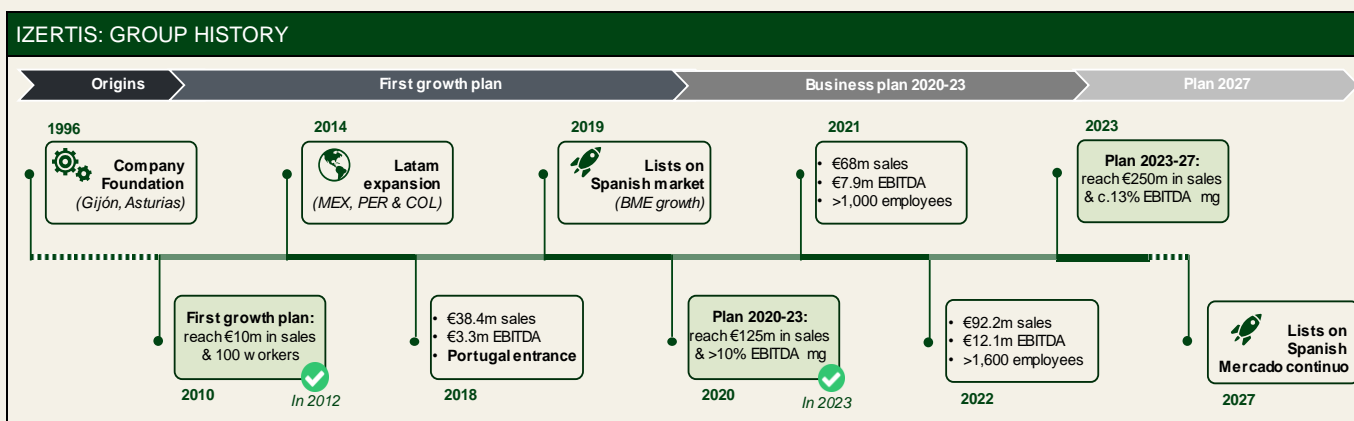 IZERTIS: GROUP HISTORY
Origins
First growth plan
Business plan 2020-23
Plan 2027
1996
Company
Foundation
(Gijón, Asturias)
2014
Latam
expansion
(MEX, PER & COL)
2019
Lists on
Spanish market
(BME growth)
2021
• €68m sales
• €7.9m EBITDA
• >1,000 employees
2023
Plan 2023-27:
reach €250m in sales
& c.13% EBITDA mg
First growth plan:
reach €10m in sales
& 100 workers
2010
In 2012
• €38.4m sales
• €3.3m EBITDA
• Portugal entrance
2018
Plan 2020-23:
reach €125m in sales
& >10% EBITDA mg
2020
In 2023
• €92.2m sales
• €12.1m EBITDA
• >1,600 employees
2022
Lists on
Spanish
Mercado continuo
2027